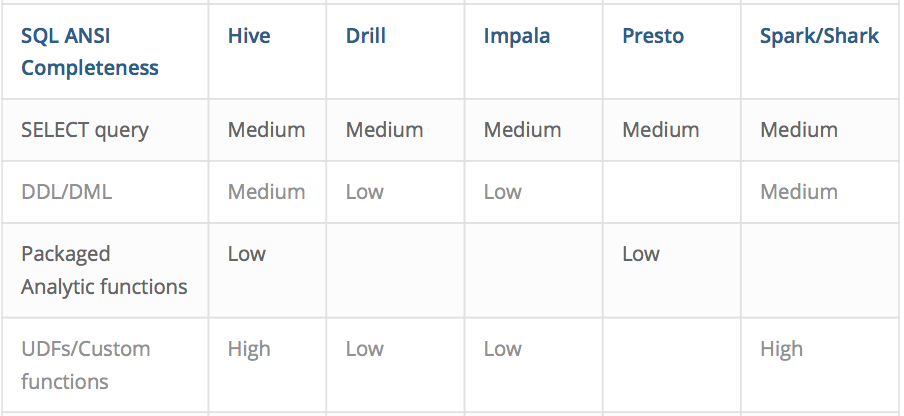 SQL ANSI Completeness Hive Drill Impala Presto Spark/Shark
SELECT query Medium Medium Medium Medium Medium
DDL/DML Medium Low Low Medium
Packaged Analytic functions Low Low
UDFs/Custom functions High Low Low High